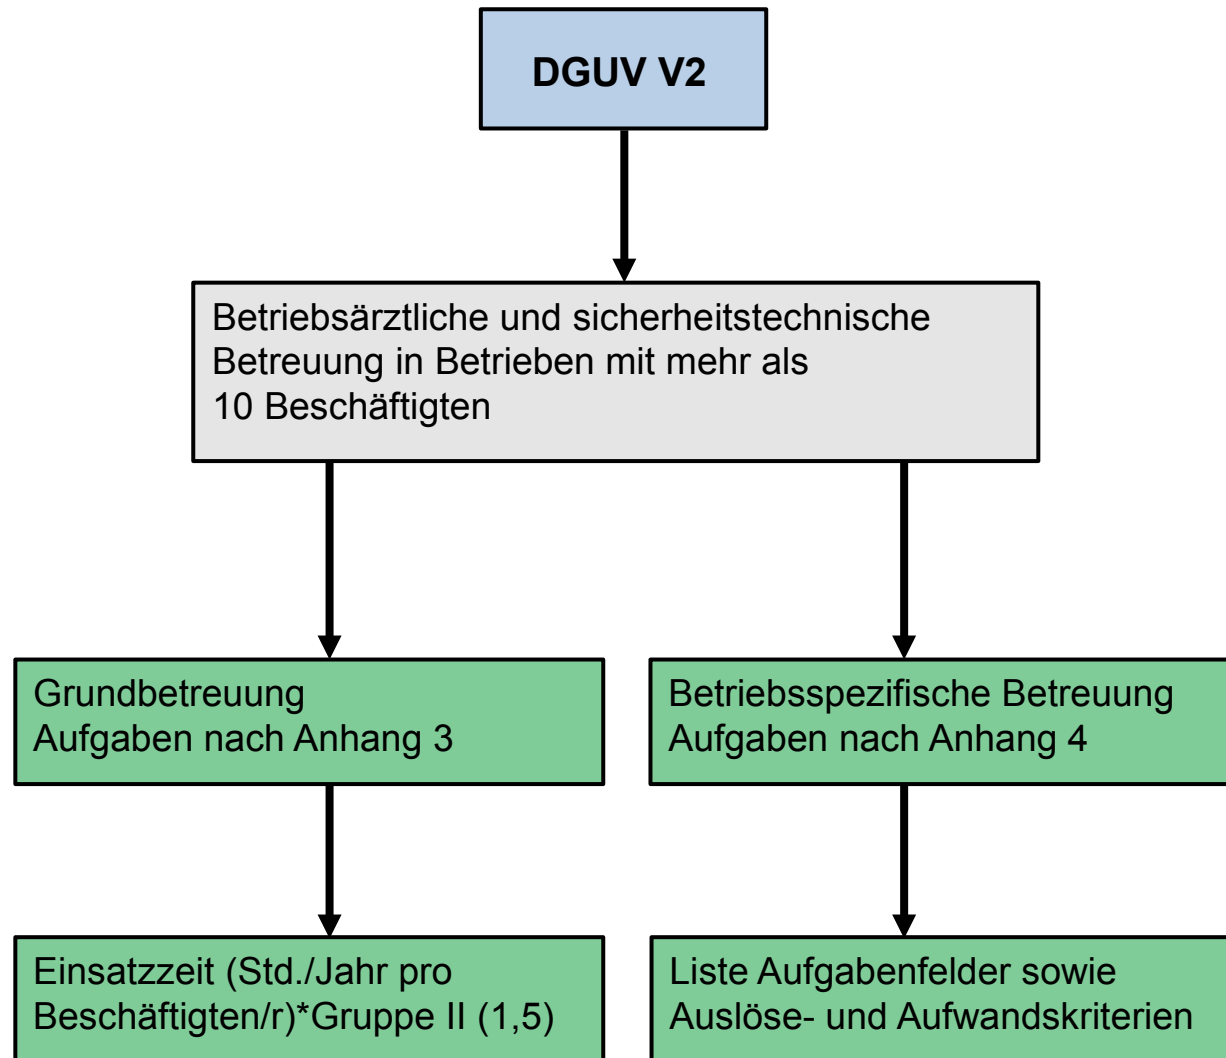 DGUV V2
Betriebsärztliche und sicherheitstechnische
Betreuung in Betrieben mit mehr als
10 Beschäftigten
Grundbetreuung
Aufgaben nach Anhang 3
Betriebsspezifische Betreuung
Aufgaben nach Anhang 4
Einsatzzeit (Std./Jahr pro
Beschäftigten/r)*Gruppe II (1,5)
Liste Aufgabenfelder sowie
Auslöse- und Aufwandskriterien